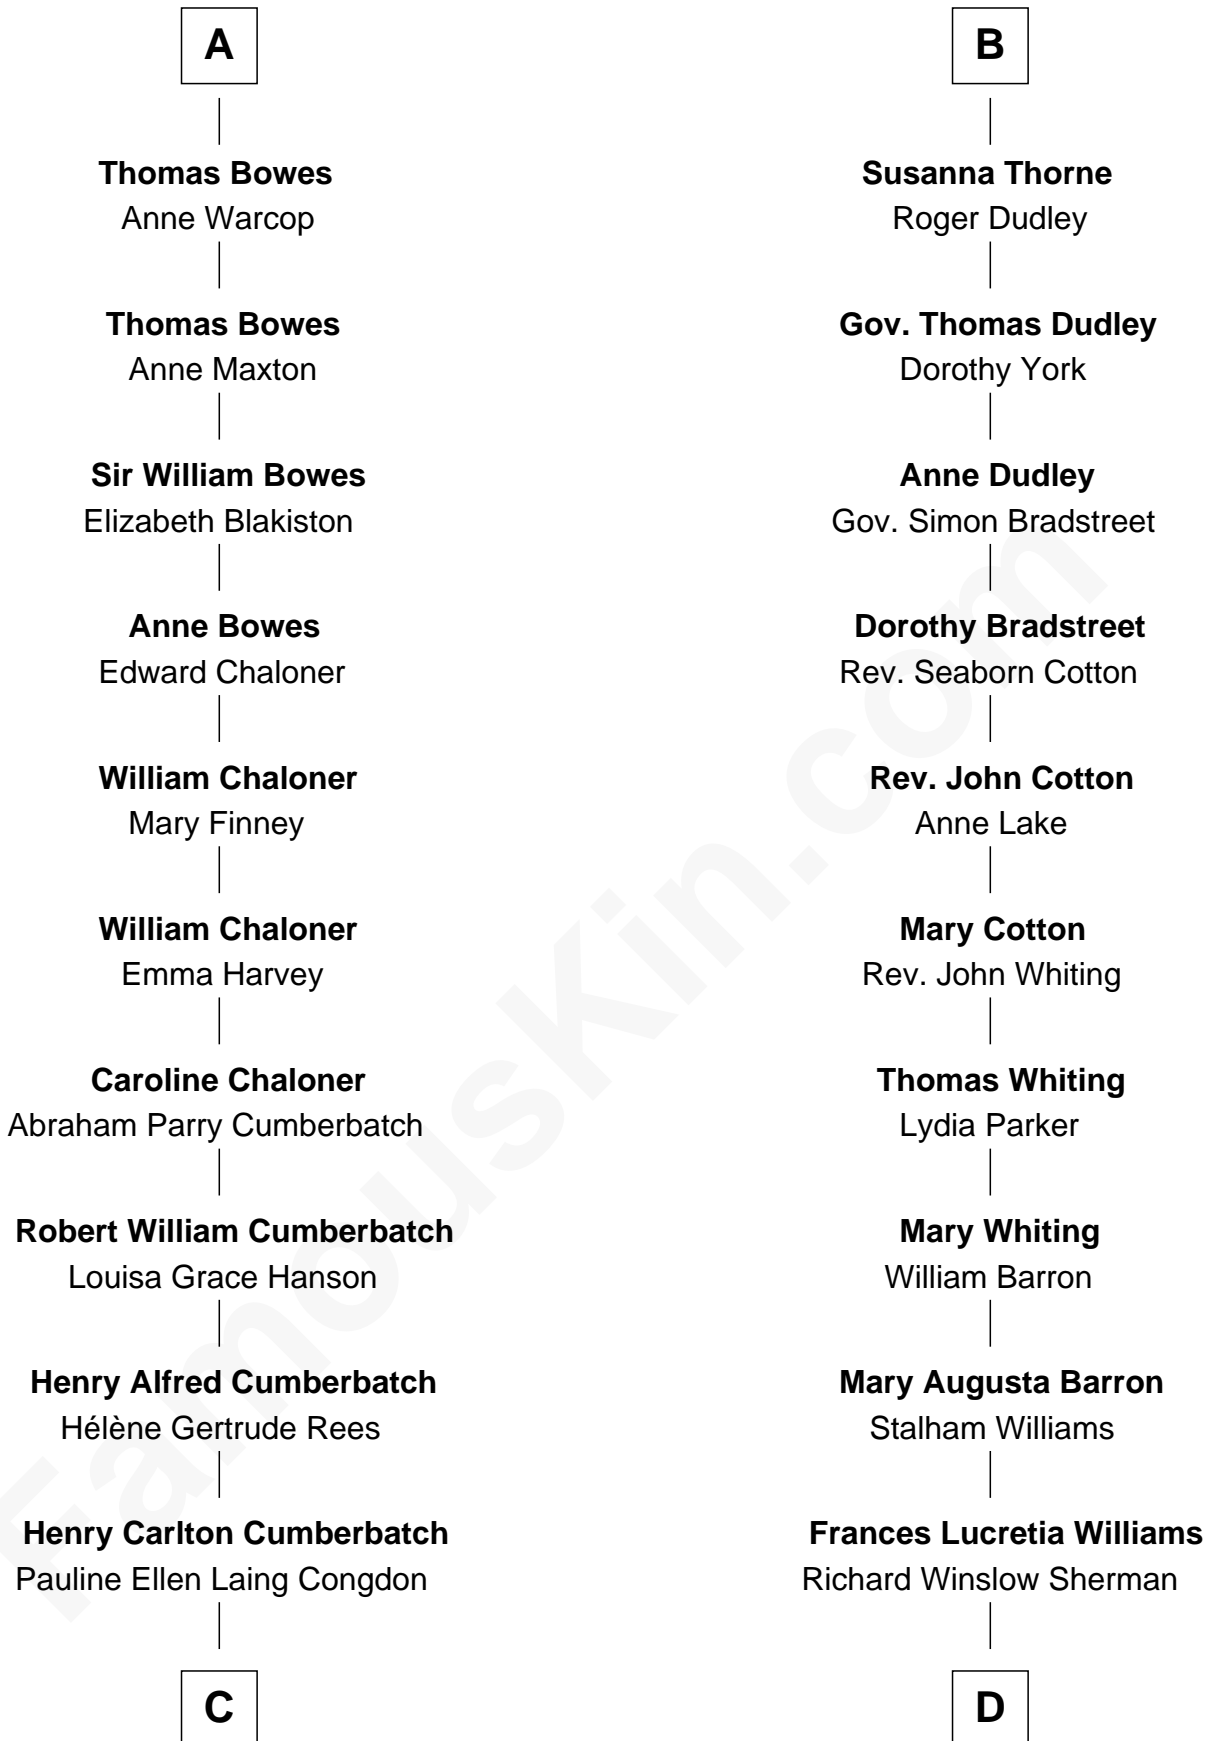 A
Thomas Bowes
Anne Warcop
Thomas Bowes
Anne Maxton
Sir William Bowes
Elizabeth Blakiston
Anne Bowes
Edward Chaloner
William Chaloner
Mary Finney
William Chaloner
Emma Harvey
Caroline Chaloner
Abraham Parry Cumberbatch
Robert William Cumberbatch
Louisa Grace Hanson
Henry Alfred Cumberbatch
Hélène Gertrude Rees
Henry Carlton Cumberbatch
Pauline Ellen Laing Congdon
C
B
Susanna Thorne
Roger Dudley
Gov. Thomas Dudley
Dorothy York
Anne Dudley
Gov. Simon Bradstreet
Dorothy Bradstreet
Rev. Seaborn Cotton
Rev. John Cotton
Anne Lake
Mary Cotton
Rev. John Whiting
Thomas Whiting
Lydia Parker
Mary Whiting
William Barron
Mary Augusta Barron
Stalham Williams
Frances Lucretia Williams
Richard Winslow Sherman
D
FamousKin.com